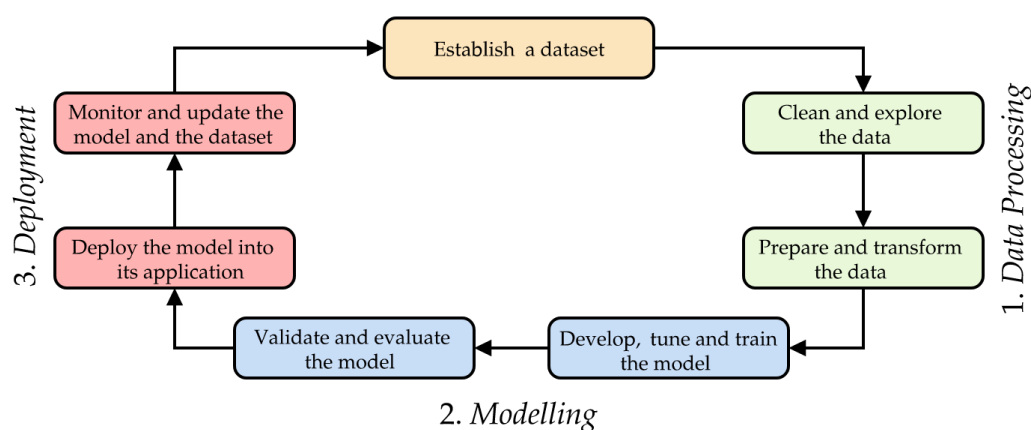 Establish a dataset
Clean and explore
the data
Prepare and transform
the data
1. Data Processing
Develop, tune and train
the model
Validate and evaluate
the model
2. Modelling
Deploy the model into
its application
Monitor and update the
model and the dataset
3. Deployment